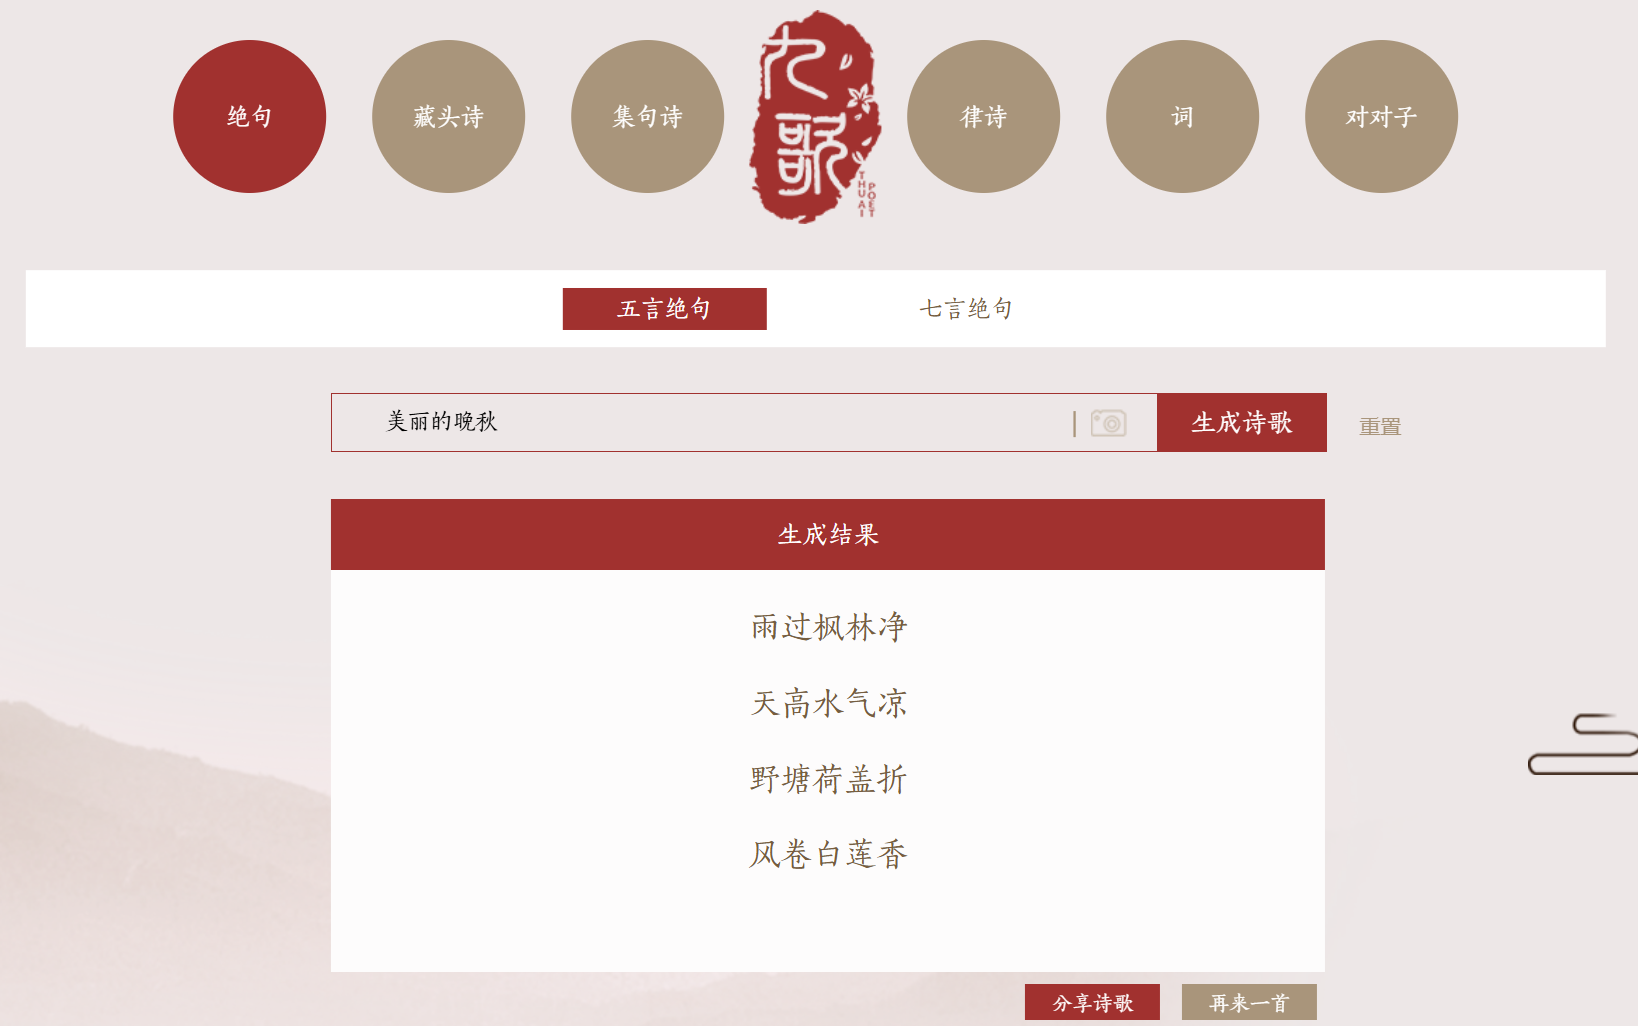 绝句
藏头诗
集句诗
九歌
THUAI
POET
律诗
词
对对子
五言绝句
七言绝句
美丽的晚秋
生成诗歌
重置
生成结果
雨过枫林净
天高水气凉
野塘荷盖折
风卷白莲香
分享诗歌
再来一首